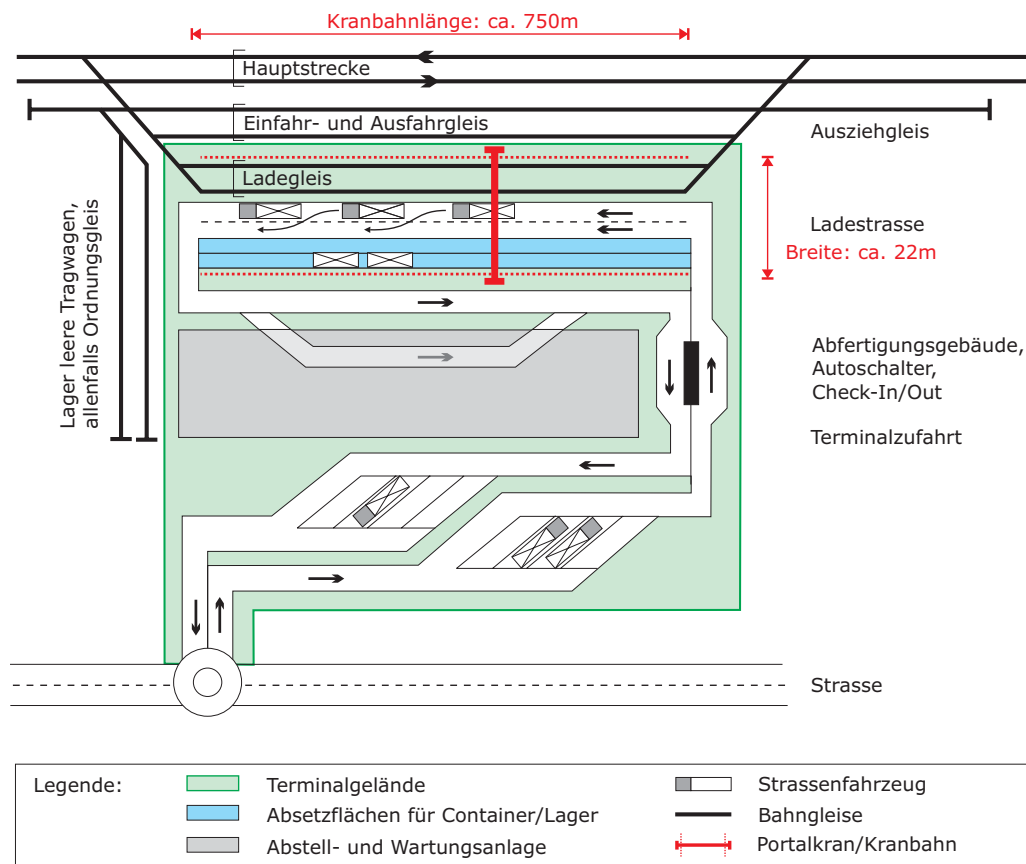 Kranbahnlänge: ca. 750m
Hauptstrecke
Einfahr- und Ausfahrgleis
Ausziehgleis
Ladegleis
Ladestrasse
Breite: ca. 22m
Lager leere Tragwagen,
allenfalls Ordnungsgleis
Abfertigungsgebäude,
Autoschalter,
Check-In/Out
Terminalzufahrt
Strasse
Legende:
Terminalgelände
Absetzflächen für Container/Lager
Abstell- und Wartungsanlage
Strassenfahrzeug
Bahngleise
Portalkran/Kranbahn